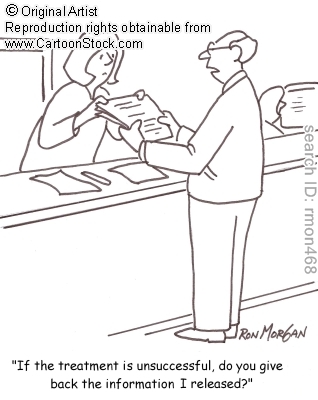 © Original Artist
Reproduction rights obtainable from
www.CartoonStock.com
search ID: rmon468
RON MORGAN
"If the treatment is unsuccessful, do you give
back the information I released?"